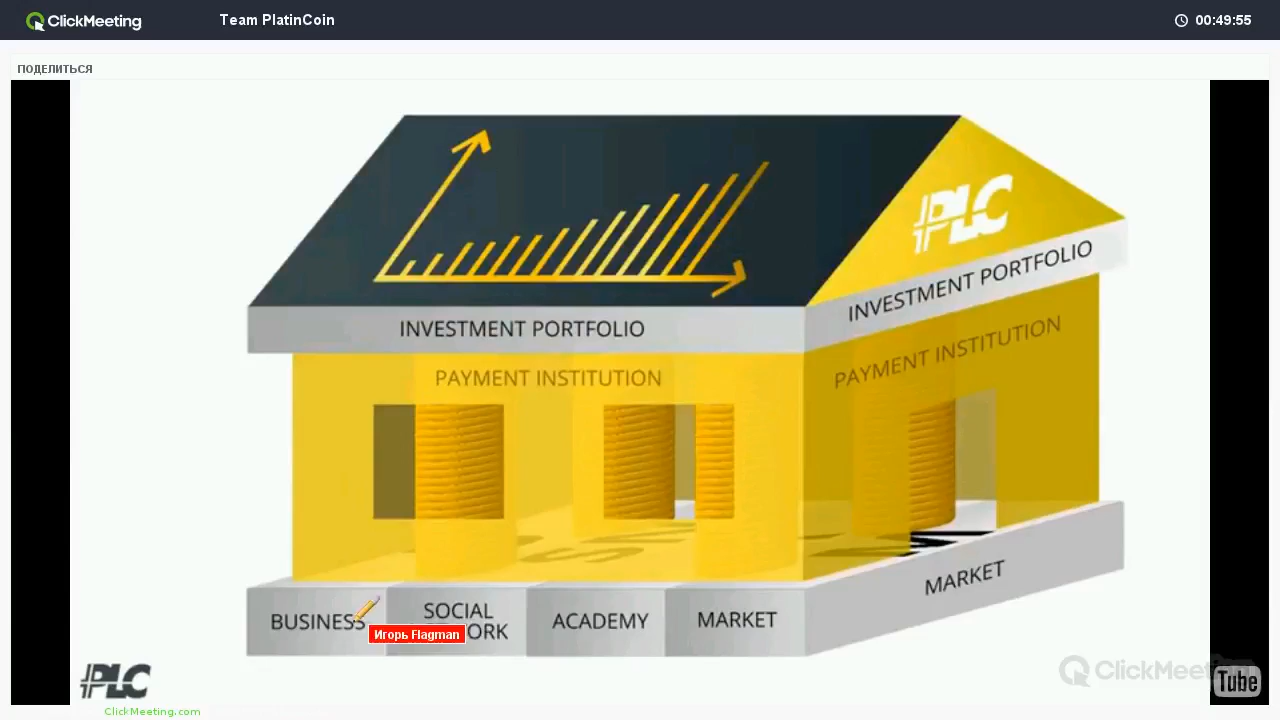 ClickMeeting
Team PlatinCoin
00:49:55
ПОДЕЛИТЬСЯ
PLC
INVESTMENT PORTFOLIO
INVESTMENT PORTFOLIO
PAYMENT INSTITUTION
PAYMENT INSTITUTION
MARKET
BUSINESS
SOCIAL
ACADEMY
MARKET
Игорь Flagman
PLC
ClickMeeting.com
Tube